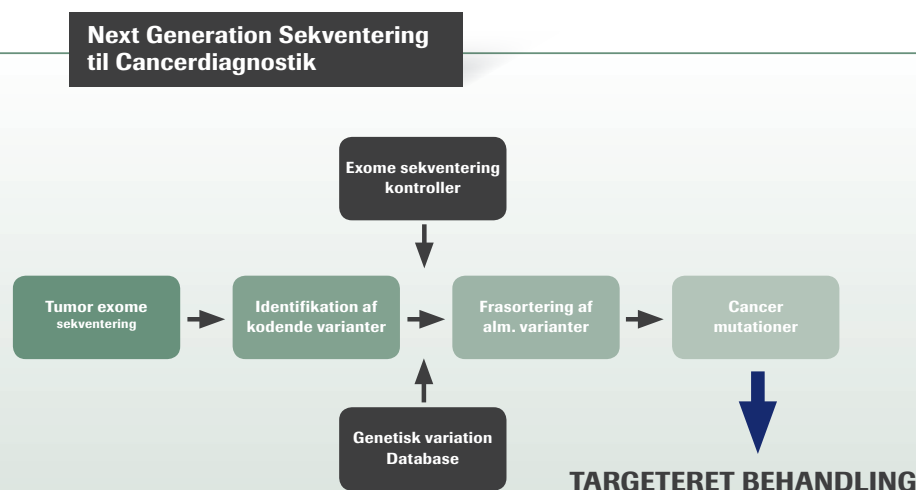 Next Generation Sekventering
til Cancerdiagnostik
Exome sekventering
kontroller
Tumor exome
sekventering
Identifikation af
kodende varianter
Frasortering af
alm. varianter
Cancer
mutationer
Genetisk variation
Database
TARGETERET BEHANDLING